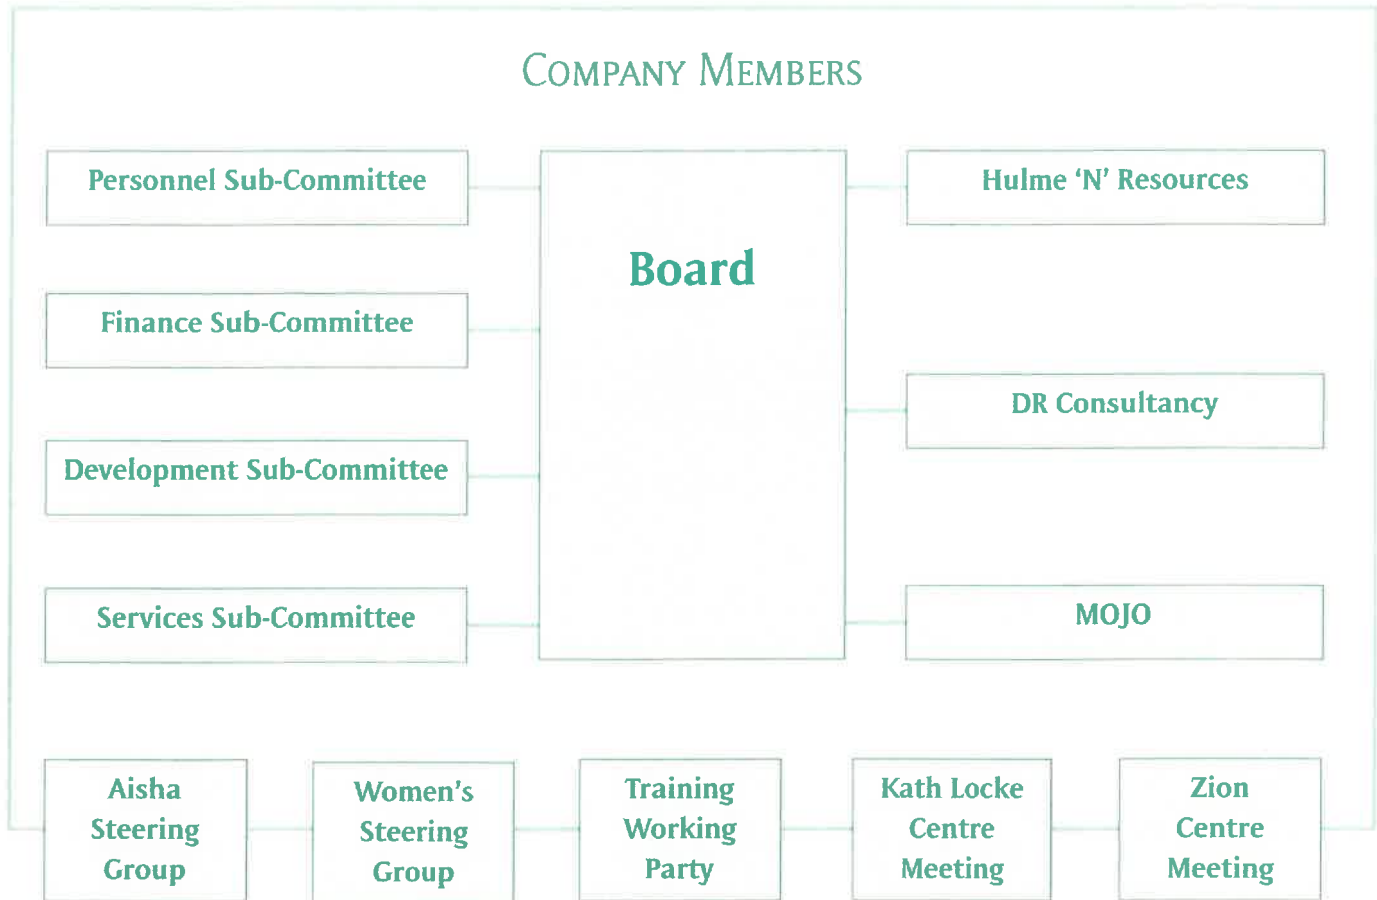 COMPANY MEMBERS
Personnel Sub-Committee
Finance Sub-Committee
Development Sub-Committee
Services Sub-Committee
Board
Hulme ‘N’ Resources
DR Consultancy
MOJO
Aisha
Steering
Group
Women's
Steering
Group
Training
Working
Party
Kath Locke
Centre
Meeting
Zion
Centre
Meeting